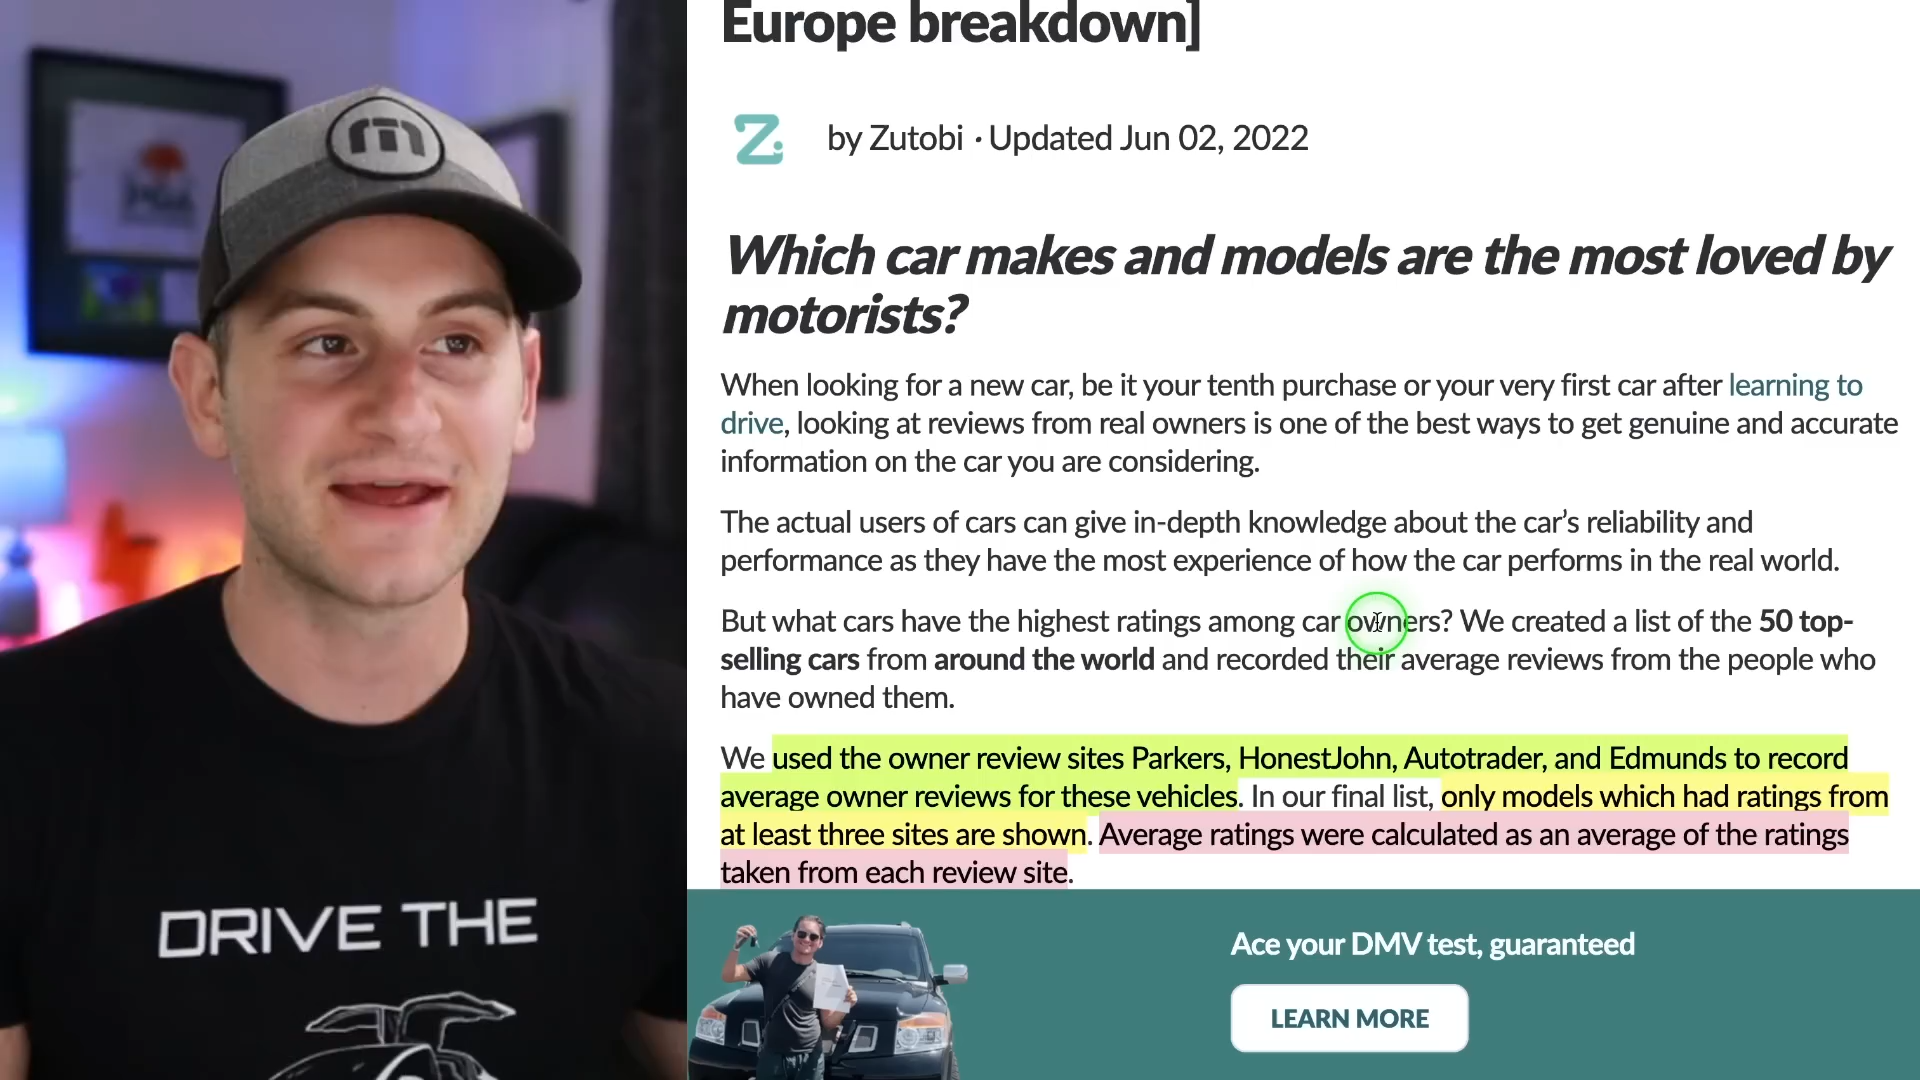 Europe breakdown]
Z.
by Zutobi · Updated Jun 02, 2022
Which car makes and models are the most loved by
motorists?
When looking for a new car, be it your tenth purchase or your very first car after learning to
drive, looking at reviews from real owners is one of the best ways to get genuine and accurate
information on the car you are considering.
The actual users of cars can give in-depth knowledge about the car's reliability and
performance as they have the most experience of how the car performs in the real world.
But what cars have the highest ratings among car owners? We created a list of the 50 top-
selling cars from around the world and recorded their average reviews from the people who
have owned them.
We used the owner review sites Parkers, HonestJohn, Autotrader, and Edmunds to record
average owner reviews for these vehicles. In our final list, only models which had ratings from
at least three sites are shown. Average ratings were calculated as an average of the ratings
taken from each review site.
Ace your DMV test, guaranteed
LEARN MORE
DRIVE THE